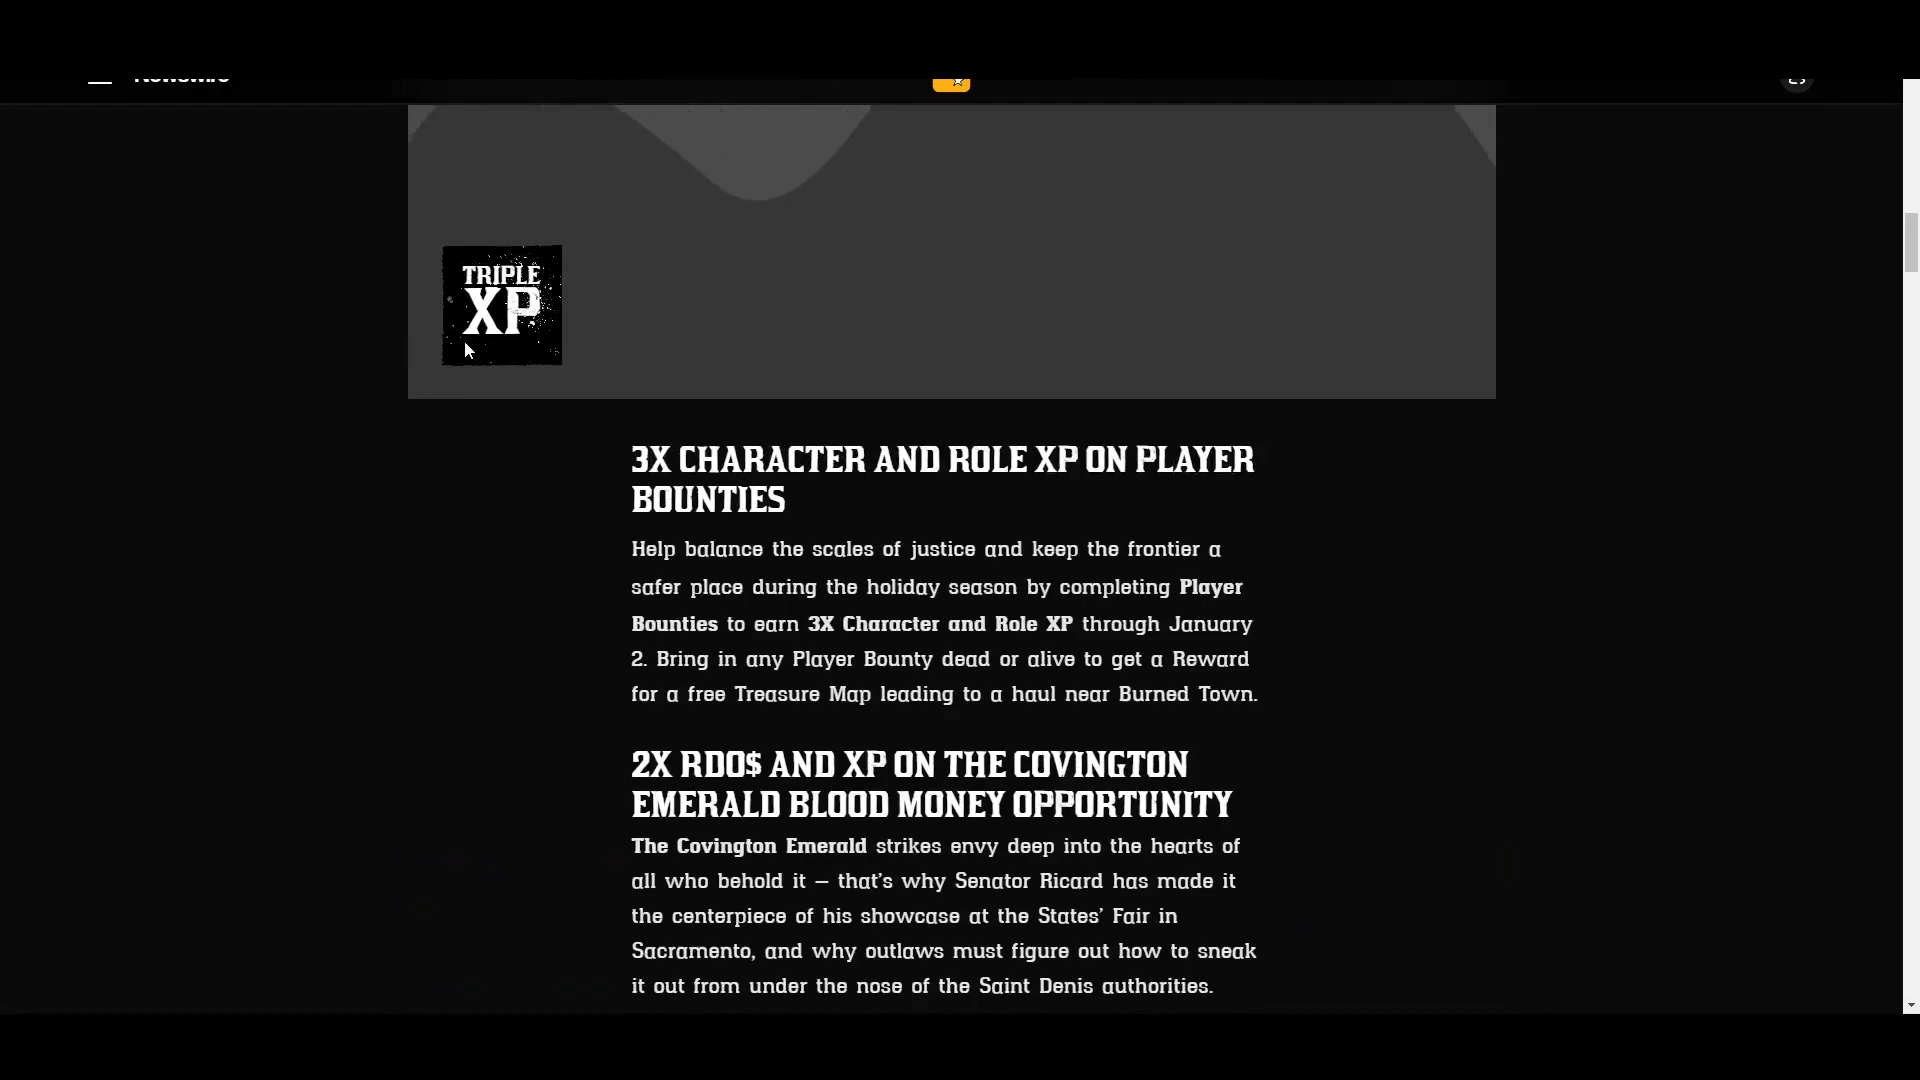 Newswire
TRIPLE
XP
3X CHARACTER AND ROLE XP ON PLAYER
BOUNTIES
Help balance the scales of justice and keep the frontier a
safer place during the holiday season by completing Player
Bounties to earn 3X Character and Role XP through January
2. Bring in any Player Bounty dead or alive to get a Reward
for a free Treasure Map leading to a haul near Burned Town.
2X RDO$ AND XP ON THE COVINGTON
EMERALD BLOOD MONEY OPPORTUNITY
The Covington Emerald strikes envy deep into the hearts of
all who behold it – that’s why Senator Ricard has made it
the centerpiece of his showcase at the States’ Fair in
Sacramento, and why outlaws must figure out how to sneak
it out from under the nose of the Saint Denis authorities.